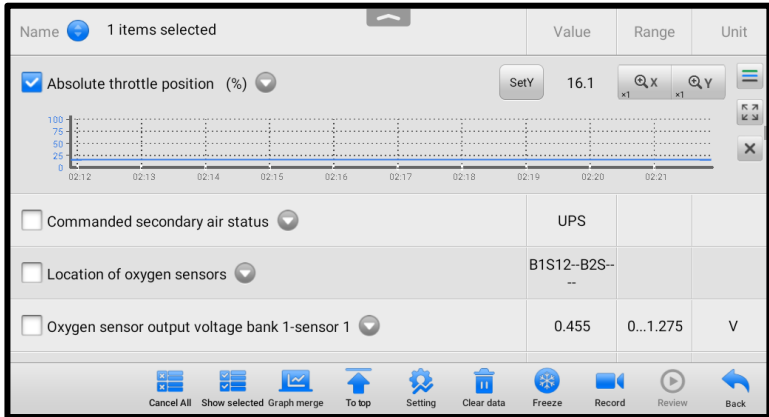 Name 1 items selected Value Range Unit
Absolute throttle position (%) SetY 16.1 ×1 X ×1 Y
100
75
50
25
0
02:12 02:13 02:14 02:15 02:16 02:17 02:18 02:19 02:20 02:21
Commanded secondary air status UPS
Location of oxygen sensors B1S12--B2S--
--
Oxygen sensor output voltage bank 1-sensor 1 0.455 0...1.275 V
Cancel All Show selected Graph merge To top Setting Clear data Freeze Record Review Back